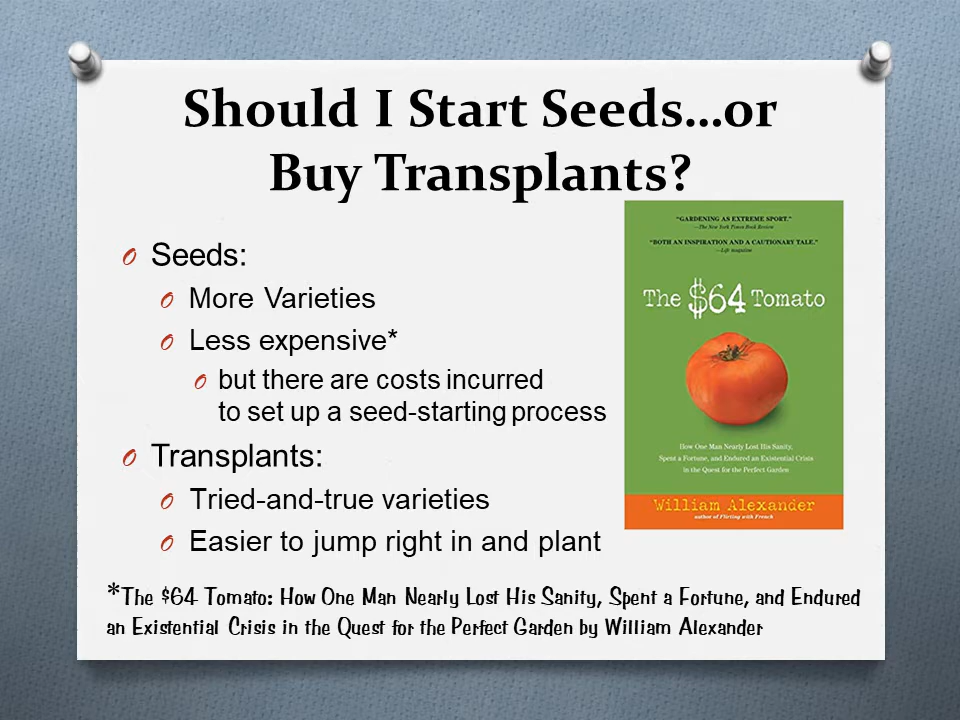 Should I Start Seeds...or
Buy Transplants?
Seeds:
More Varieties
Less expensive*
but there are costs incurred
to set up a seed-starting process
Transplants:
Tried-and-true varieties
Easier to jump right in and plant
"GARDENING AS EXTREME SPORT."
—The New York Times Book Review
"BOTH AN INSPIRATION AND A CAUTIONARY TALE."
—Life magazine
The $64 Tomato
How One Man Nearly Lost His Sanity,
Spent a Fortune, and Endured an Existential Crisis
in the Quest for the Perfect Garden
William Alexander
author of Flirting with French
*The $64 Tomato: How One Man Nearly Lost His Sanity, Spent a Fortune, and Endured
an Existential Crisis in the Quest for the Perfect Garden by William Alexander